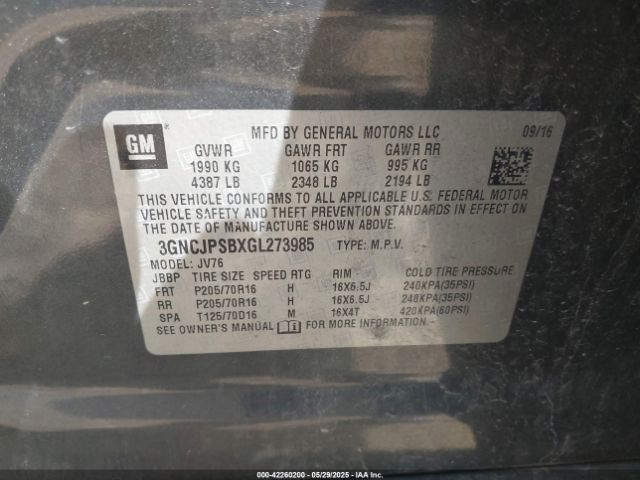 GM
MFD BY GENERAL MOTORS LLC 09/16
GVWR GAWR FRT GAWR RR
1990 KG 1065 KG 995 KG
4387 LB 2348 LB 2194 LB
THIS VEHICLE CONFORMS TO ALL APPLICABLE U.S. FEDERAL MOTOR
VEHICLE SAFETY AND THEFT PREVENTION STANDARDS IN EFFECT ON
THE DATE OF MANUFACTURE SHOWN ABOVE.
3GNCJPSBXGL273985 TYPE: M.P.V.
MODEL: JV76
JBBP TIRE SIZE SPEED RTG RIM COLD TIRE PRESSURE
FRT P205/70R16 H 16X6.5J 240KPA(35PSI)
RR P205/70R16 H 16X6.5J 240KPA(35PSI)
SPA T125/70D16 M 16X4T 420KPA(60PSI)
SEE OWNER'S MANUAL FOR MORE INFORMATION.
000-42260200 — 05/29/2025 — IAAI.COM